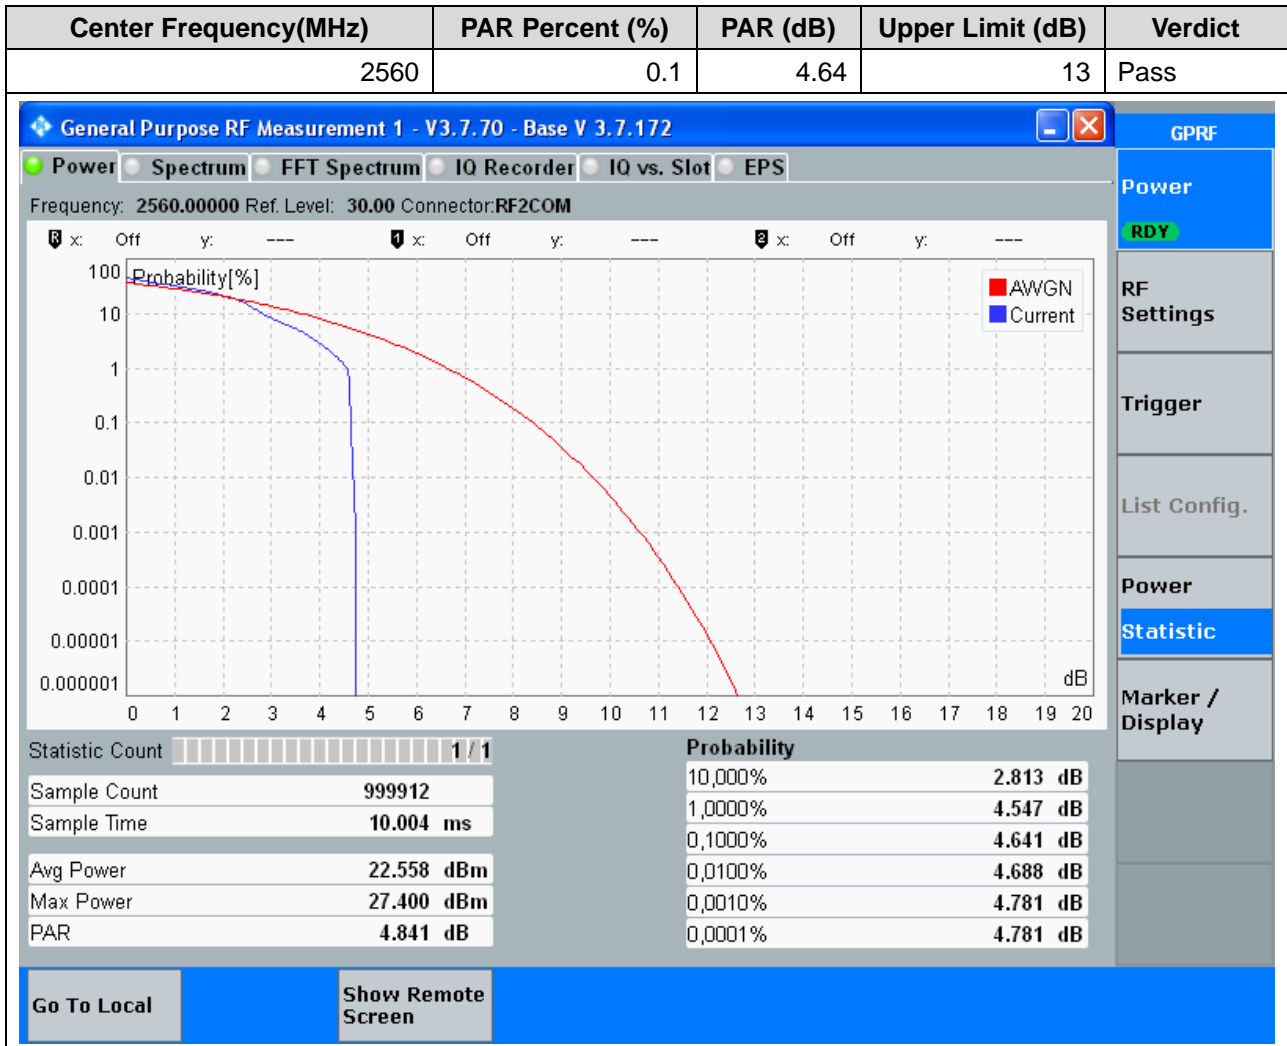 Center Frequency(MHz) PAR Percent (%) PAR (dB) Upper Limit (dB) Verdict
2560 0.1 4.64 13 Pass
General Purpose RF Measurement 1 - V3.7.70 - Base V 3.7.172
GPRF
Power Spectrum FFT Spectrum IQ Recorder IQ vs. Slot EPS
Frequency: 2560.00000 Ref. Level: 30.00 Connector:RF2COM
R x: Off y: --- 1 x: Off y: --- 2 x: Off y: ---
Probability[%]
100
10
1
0.1
0.01
0.001
0.0001
0.00001
0.000001
AWGN
Current
dB
0 1 2 3 4 5 6 7 8 9 10 11 12 13 14 15 16 17 18 19 20
Statistic Count 1 / 1
Sample Count 999912
Sample Time 10.004 ms
Avg Power 22.558 dBm
Max Power 27.400 dBm
PAR 4.841 dB
Probability
10,000% 2.813 dB
1,0000% 4.547 dB
0,1000% 4.641 dB
0,0100% 4.688 dB
0,0010% 4.781 dB
0,0001% 4.781 dB
Power
RDY
RF
Settings
Trigger
List Config.
Power
Statistic
Marker /
Display
Go To Local
Show Remote
Screen